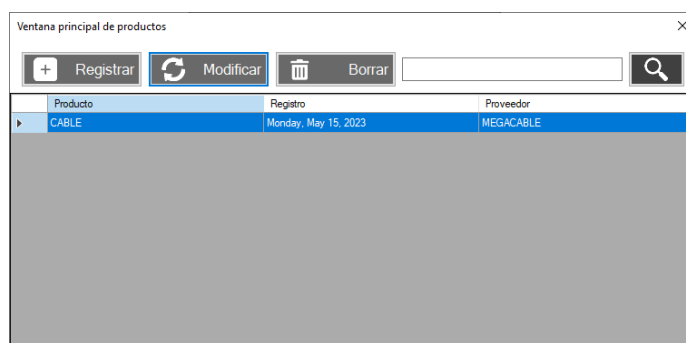 Ventana principal de productos
Registrar Modificar Borrar
Producto Registro Proveedor
CABLE Monday, May 15, 2023 MEGACABLE